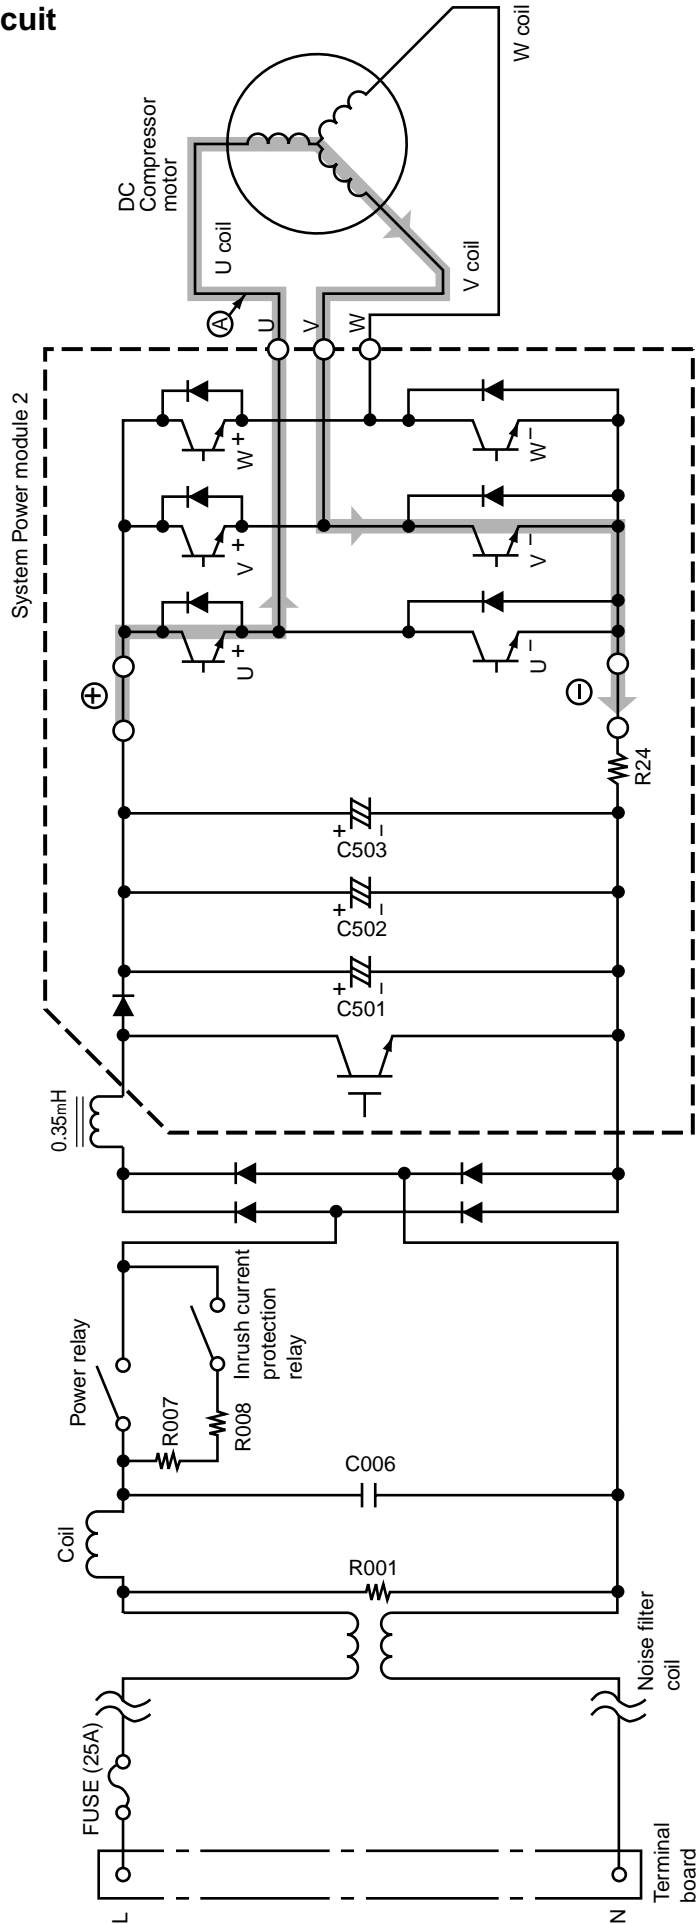 cuit
DC
Compressor
motor
W coil
U coil
V coil
A
U
V
W
System Power module 2
W +
W −
V +
V −
U +
U −
+
−
R24
+ −
C503
+ −
C502
+ −
C501
0.35mH
Power relay
Inrush current
protection
relay
R007
R008
C006
Coil
R001
Noise filter
coil
FUSE (25A)
L
N
Terminal
board